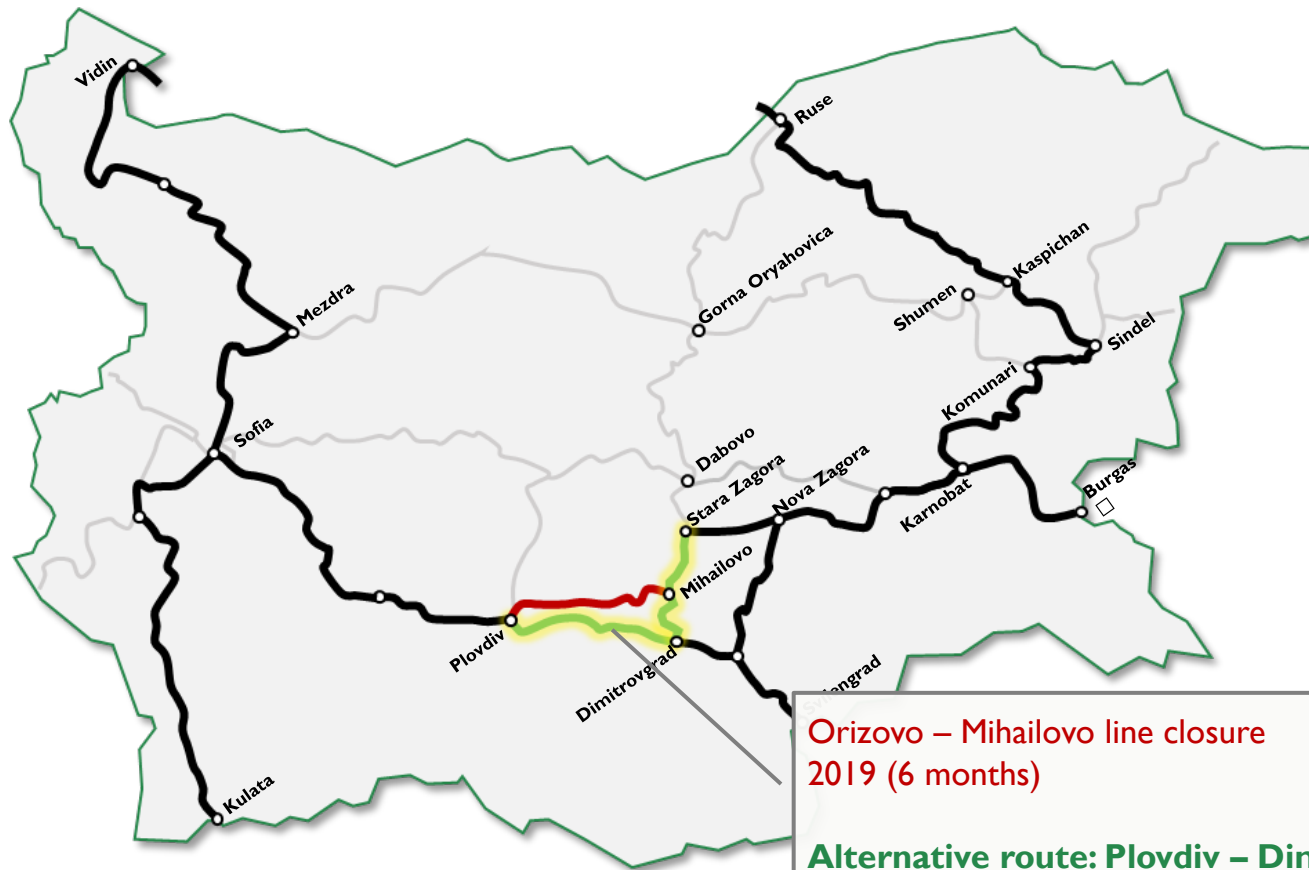 Vidin
Ruse
Gorna Oryahovica
Kaspichan
Mezdra
Shumen
Sindel
Komunari
Sofia
Dabovo
Stara Zagora
Nova Zagora
Karnobat
Burgas
Mihailovo
Plovdiv
Dimitrovgrad
Svilengrad
Kulata
Orizovo – Mihailovo line closure
2019 (6 months)
Alternative route: Plovdiv –